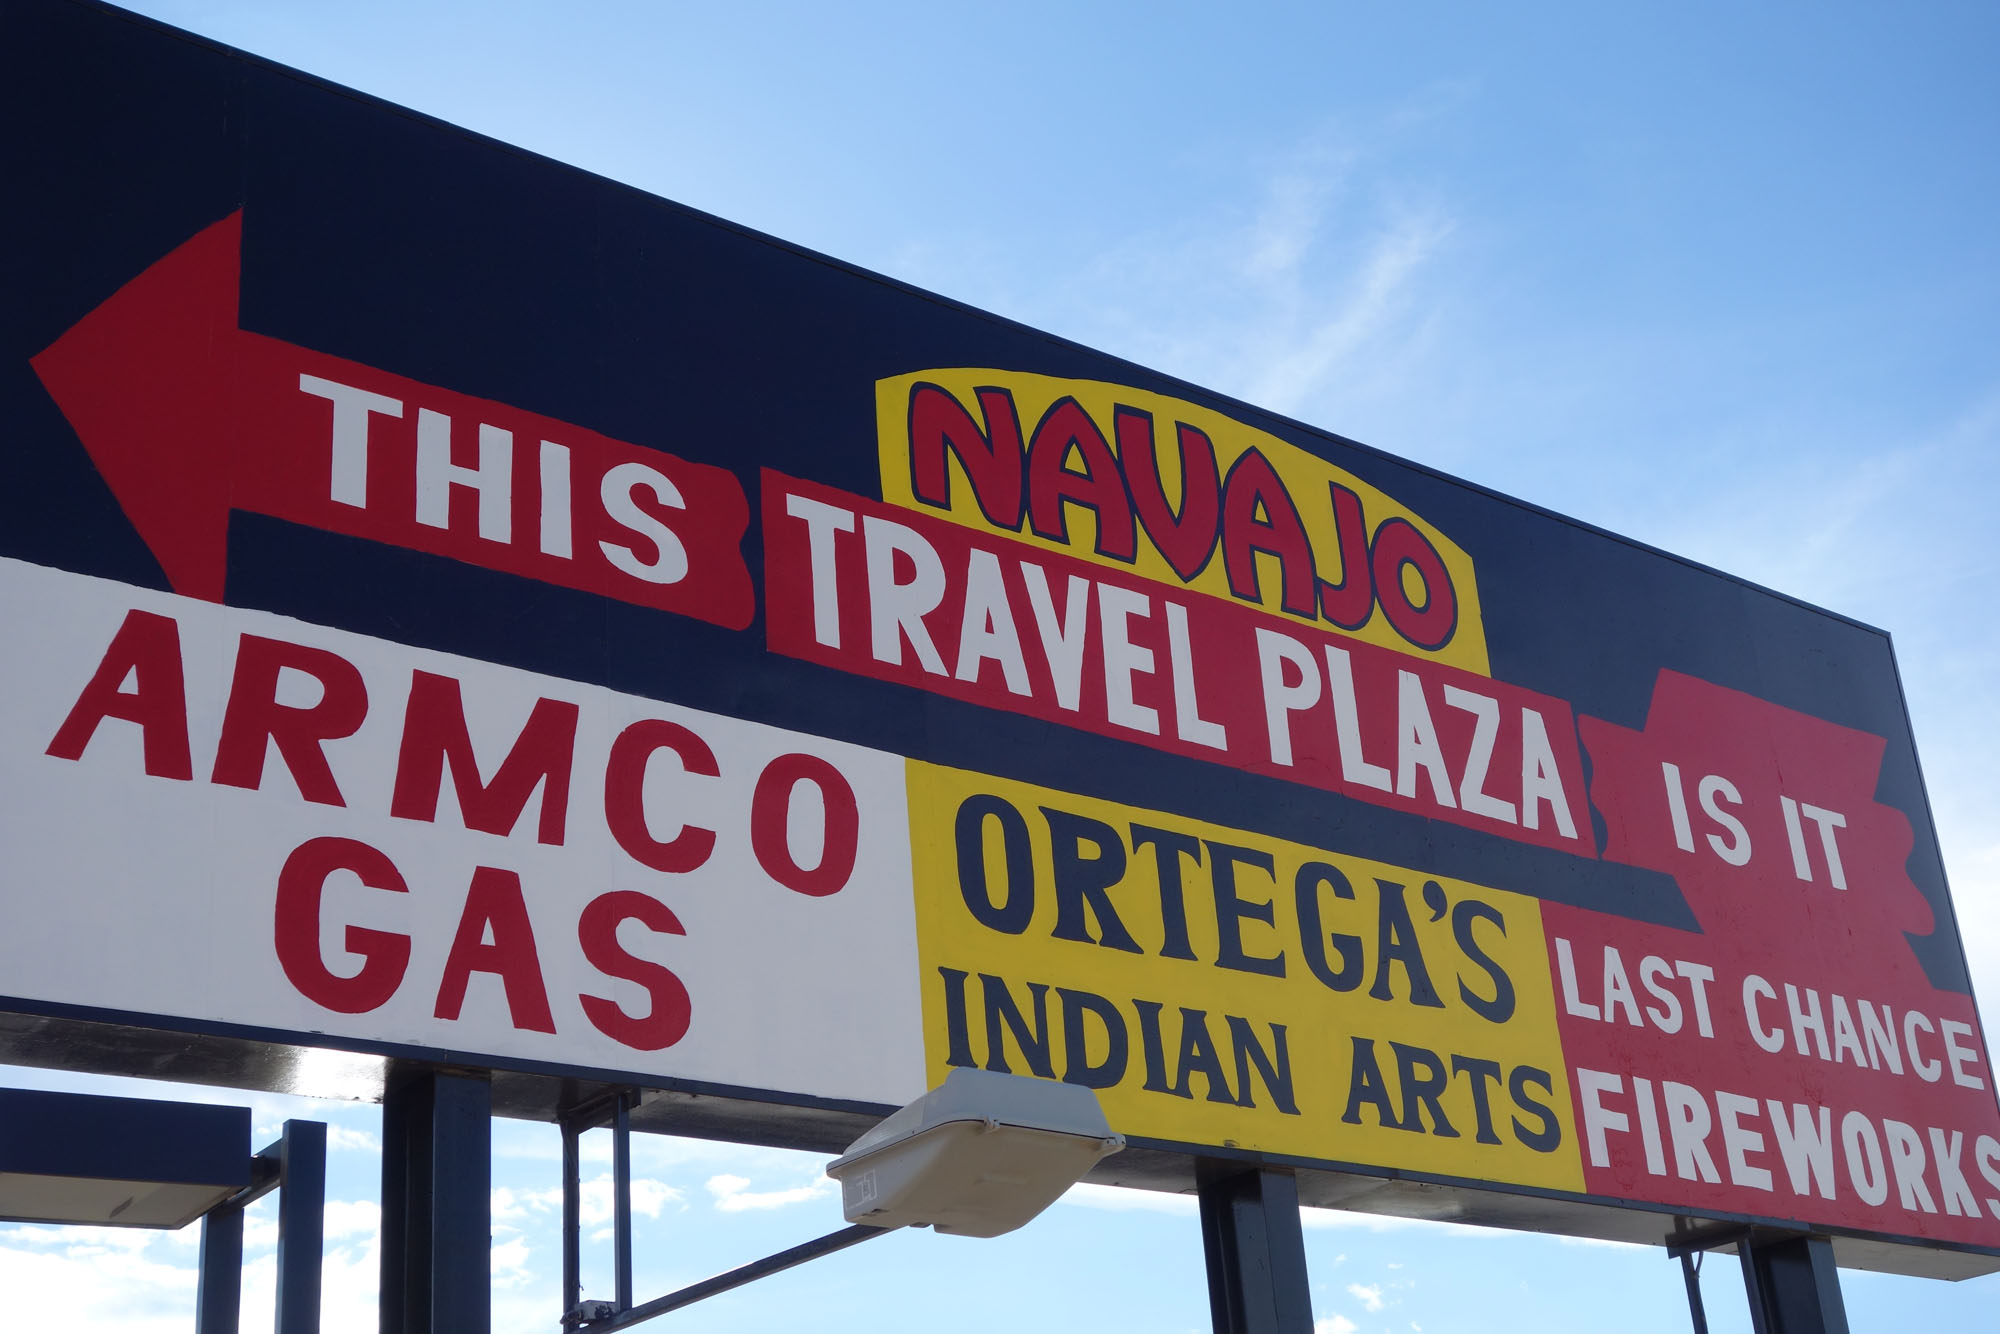 NAVAJO
THIS TRAVEL PLAZA IS IT
ARMCO
GAS
ORTEGA'S
INDIAN ARTS
LAST CHANCE
FIREWORKS